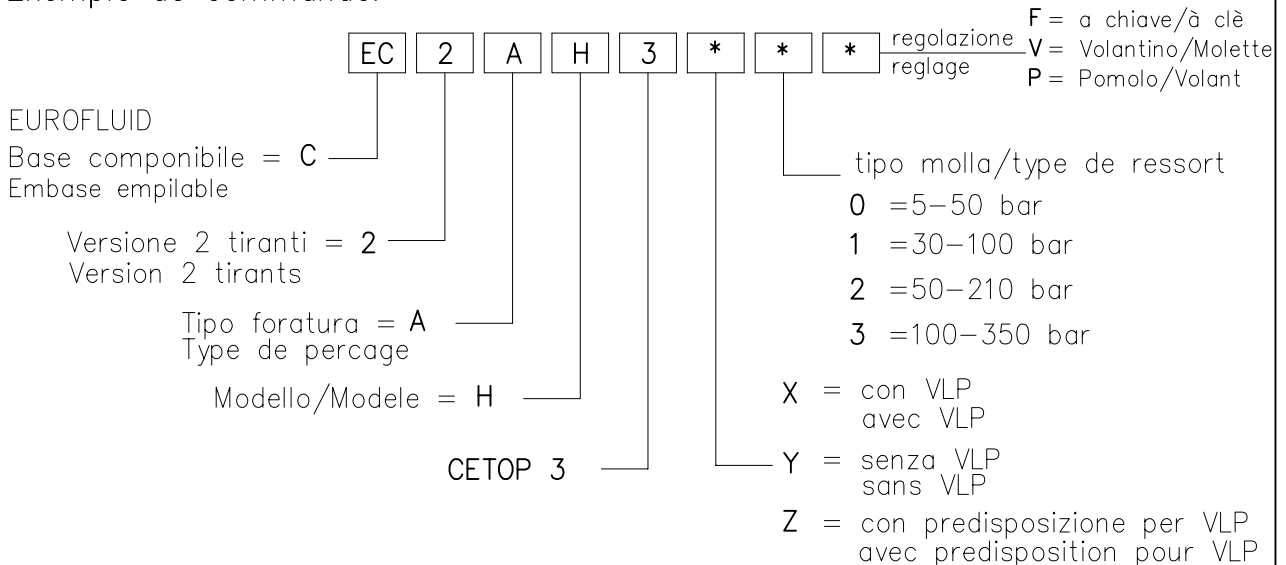 EC 2 A H 3 * * *
regolazione
reglage
F = a chiave/à clè
V = Volantino/Molette
P = Pomolo/Volant
EUROFLUID
Base componibile = C
Embase empilable
Versione 2 tiranti = 2
Version 2 tirants
Tipo foratura = A
Type de percage
Modello/Modele = H
CETOP 3
tipo molla/type de ressort
0 =5-50 bar
1 =30-100 bar
2 =50-210 bar
3 =100-350 bar
X = con VLP
avec VLP
Y = senza VLP
sans VLP
Z = con predisposizione per VLP
avec predisposition pour VLP